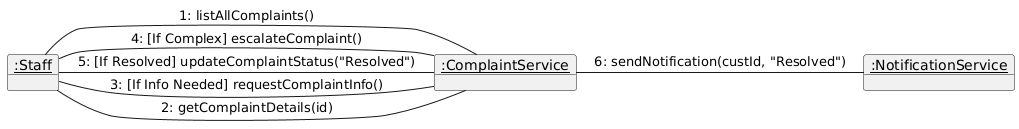 1: listAllComplaints()
4: [If Complex] escalateComplaint()
:Staff
5: [If Resolved] updateComplaintStatus("Resolved")
:ComplaintService
6: sendNotification(custId, "Resolved")
:NotificationService
3: [If Info Needed] requestComplaintInfo()
2: getComplaintDetails(id)